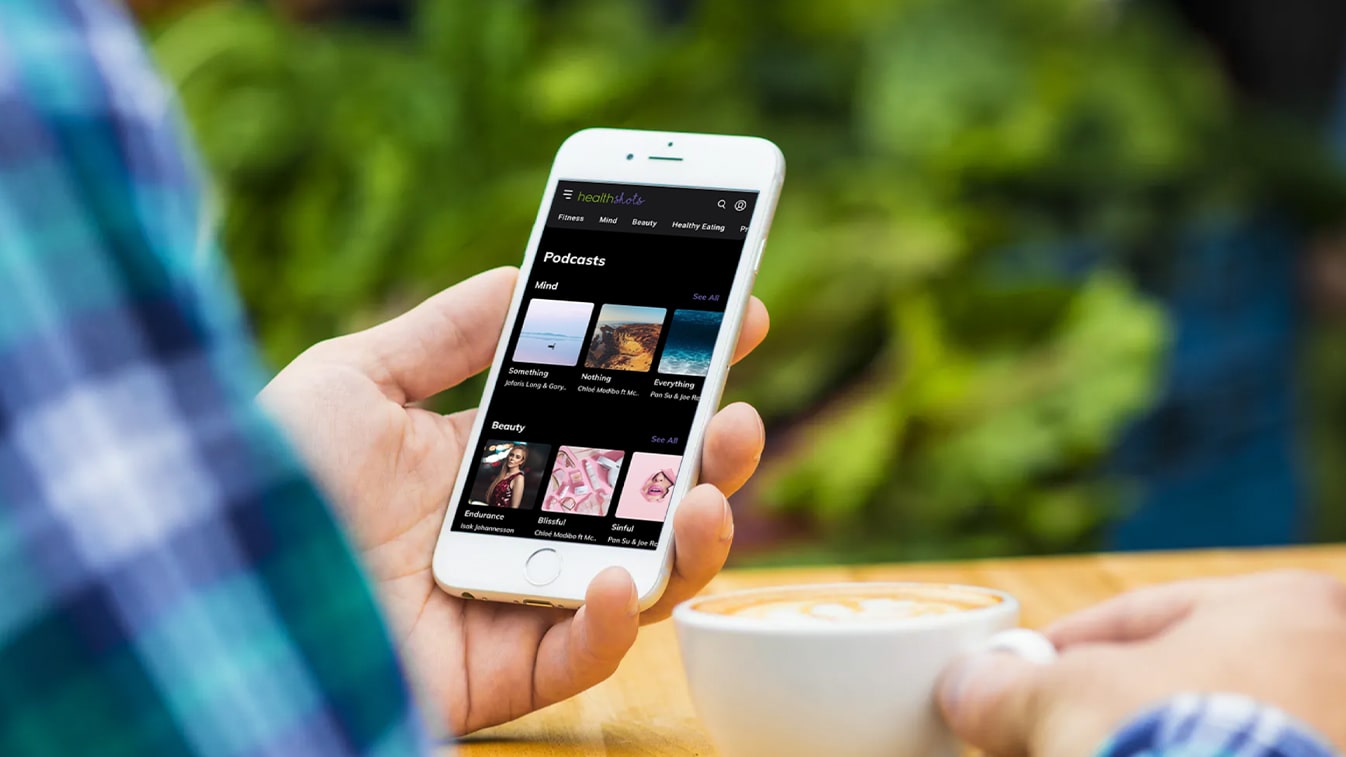 healthshots
Fitness Mind Beauty Healthy Eating Pr
Podcasts
Mind See All
Something Nothing Everything
Jafaris Long & Gary.. Chloé Modibo ft Mc.. Pan Su & Joe Ro
Beauty See All
Endurance Blissful Sinful
Isak Johannesson Chloé Modibo ft Mc.. Pan Su & Joe Ro